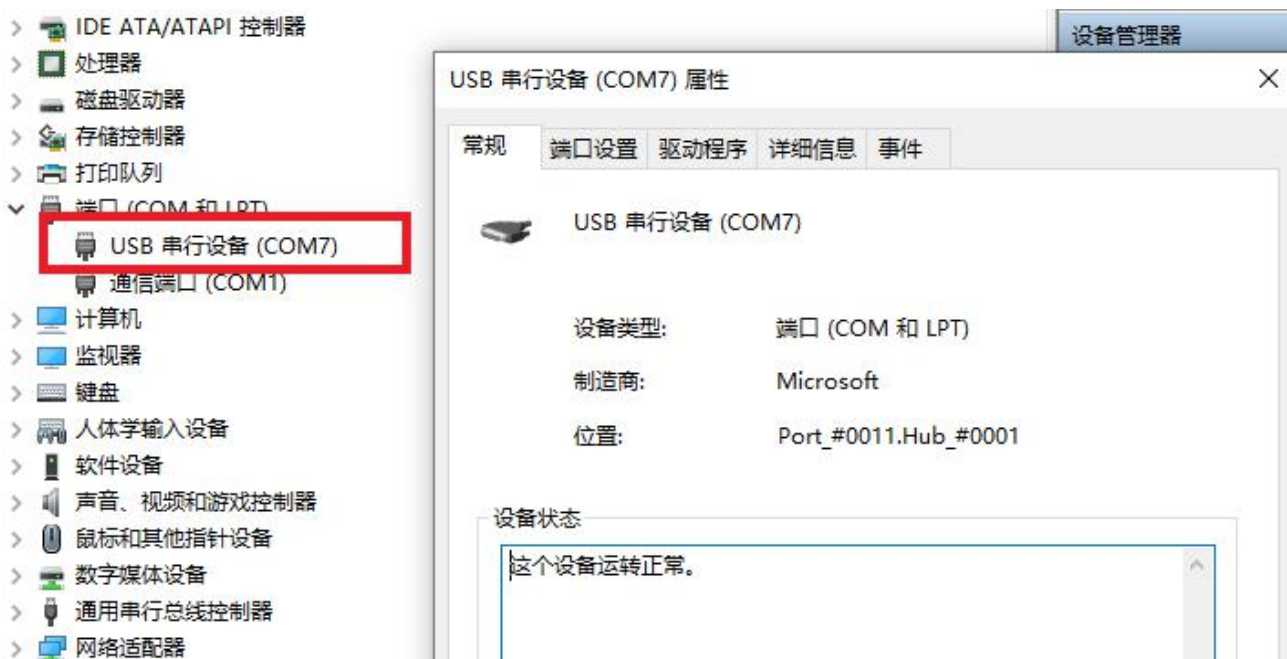 IDE ATA/ATAPI 控制器
处理器
磁盘驱动器
存储控制器
打印队列
端口 (COM 和 LPT)
USB 串行设备 (COM7)
通信端口 (COM1)
计算机
监视器
键盘
人体学输入设备
软件设备
声音、视频和游戏控制器
鼠标和其他指针设备
数字媒体设备
通用串行总线控制器
网络适配器
设备管理器
USB 串行设备 (COM7) 属性
常规 端口设置 驱动程序 详细信息 事件
USB 串行设备 (COM7)
设备类型: 端口 (COM 和 LPT)
制造商: Microsoft
位置: Port_#0011.Hub_#0001
设备状态
这个设备运转正常。